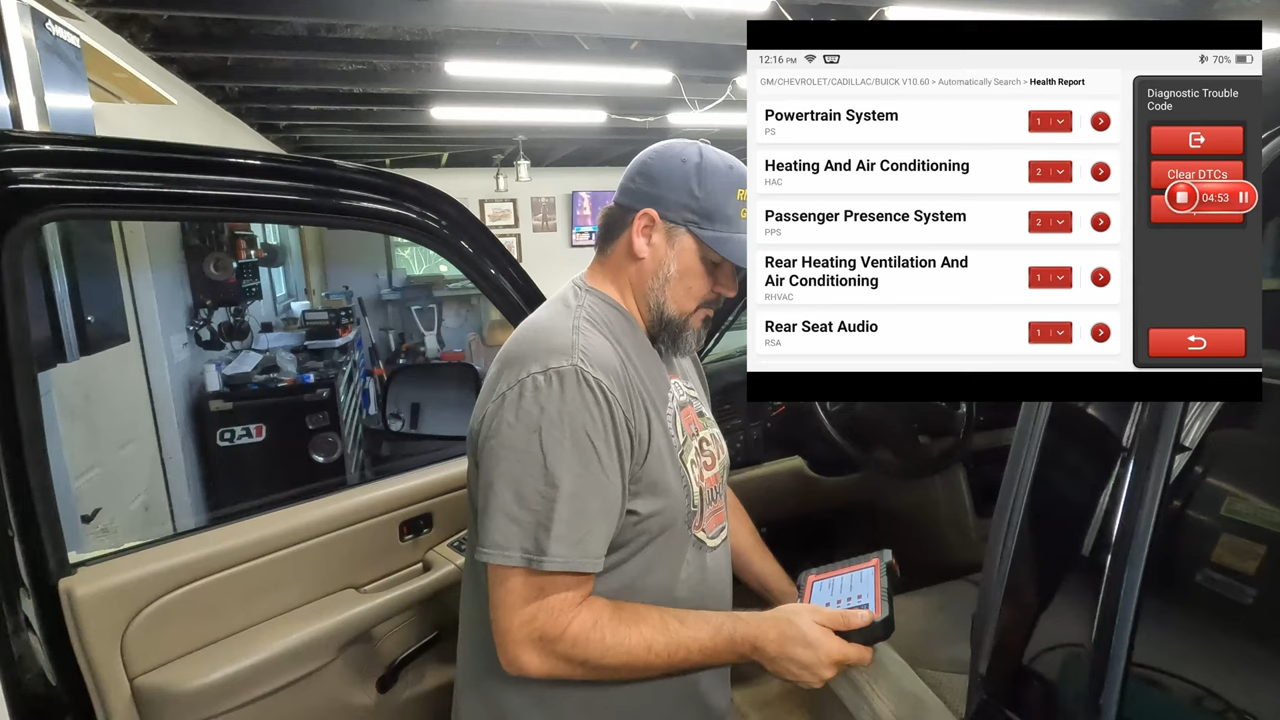 HUSKY
12:16 PM
70%
GM/CHEVROLET/CADILLAC/BUICK V10.60 > Automatically Search > Health Report
Powertrain System
PS
1
Heating And Air Conditioning
HAC
2
Passenger Presence System
PPS
2
Rear Heating Ventilation And
Air Conditioning
RHVAC
1
Rear Seat Audio
RSA
1
Diagnostic Trouble
Code
Clear DTCs
04:53
QA1